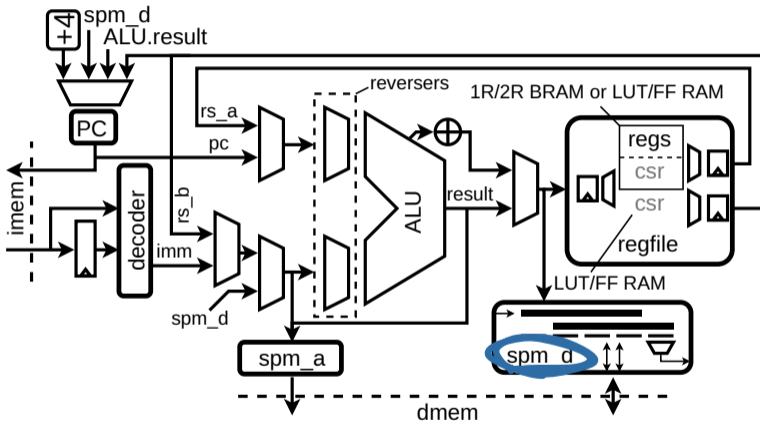 +4
spm_d
ALU.result
PC
imem
decoder
rs_a
pc
rs_b
imm
spm_d
reversers
ALU
result
1R/2R BRAM or LUT/FF RAM
regs
csr
csr
regfile
LUT/FF RAM
spm_a
spm_d
dmem